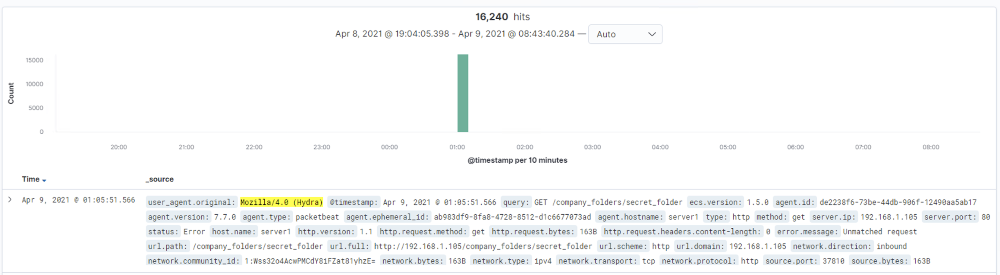 16,240 hits
Apr 8, 2021 @ 19:04:05.398 - Apr 9, 2021 @ 08:43:40.284 — Auto
Count
15000
10000
5000
0
20:00 21:00 22:00 23:00 00:00 01:00 02:00 03:00 04:00 05:00 06:00 07:00 08:00
@timestamp per 10 minutes
Time _source
Apr 9, 2021 @ 01:05:51.566 user_agent.original: Mozilla/4.0 (Hydra) @timestamp: Apr 9, 2021 @ 01:05:51.566 query: GET /company_folders/secret_folder ecs.version: 1.5.0 agent.id: de2238f6-73be-44db-906f-12490aa5ab17
agent.version: 7.7.0 agent.type: packetbeat agent.ephemeral_id: ab983df9-8fa8-4728-8512-d1c6677073ad agent.hostname: server1 type: http method: get server.ip: 192.168.1.105 server.port: 80
status: Error host.name: server1 http.version: 1.1 http.request.method: get http.request.bytes: 163B http.request.headers.content-length: 0 error.message: Unmatched request
url.path: /company_folders/secret_folder url.full: http://192.168.1.105/company_folders/secret_folder url.scheme: http url.domain: 192.168.1.105 network.direction: inbound
network.community_id: 1:Wss32o4AcwPMCdY8iFZat81yhzE= network.bytes: 163B network.type: ipv4 network.transport: tcp network.protocol: http source.port: 37810 source.bytes: 163B